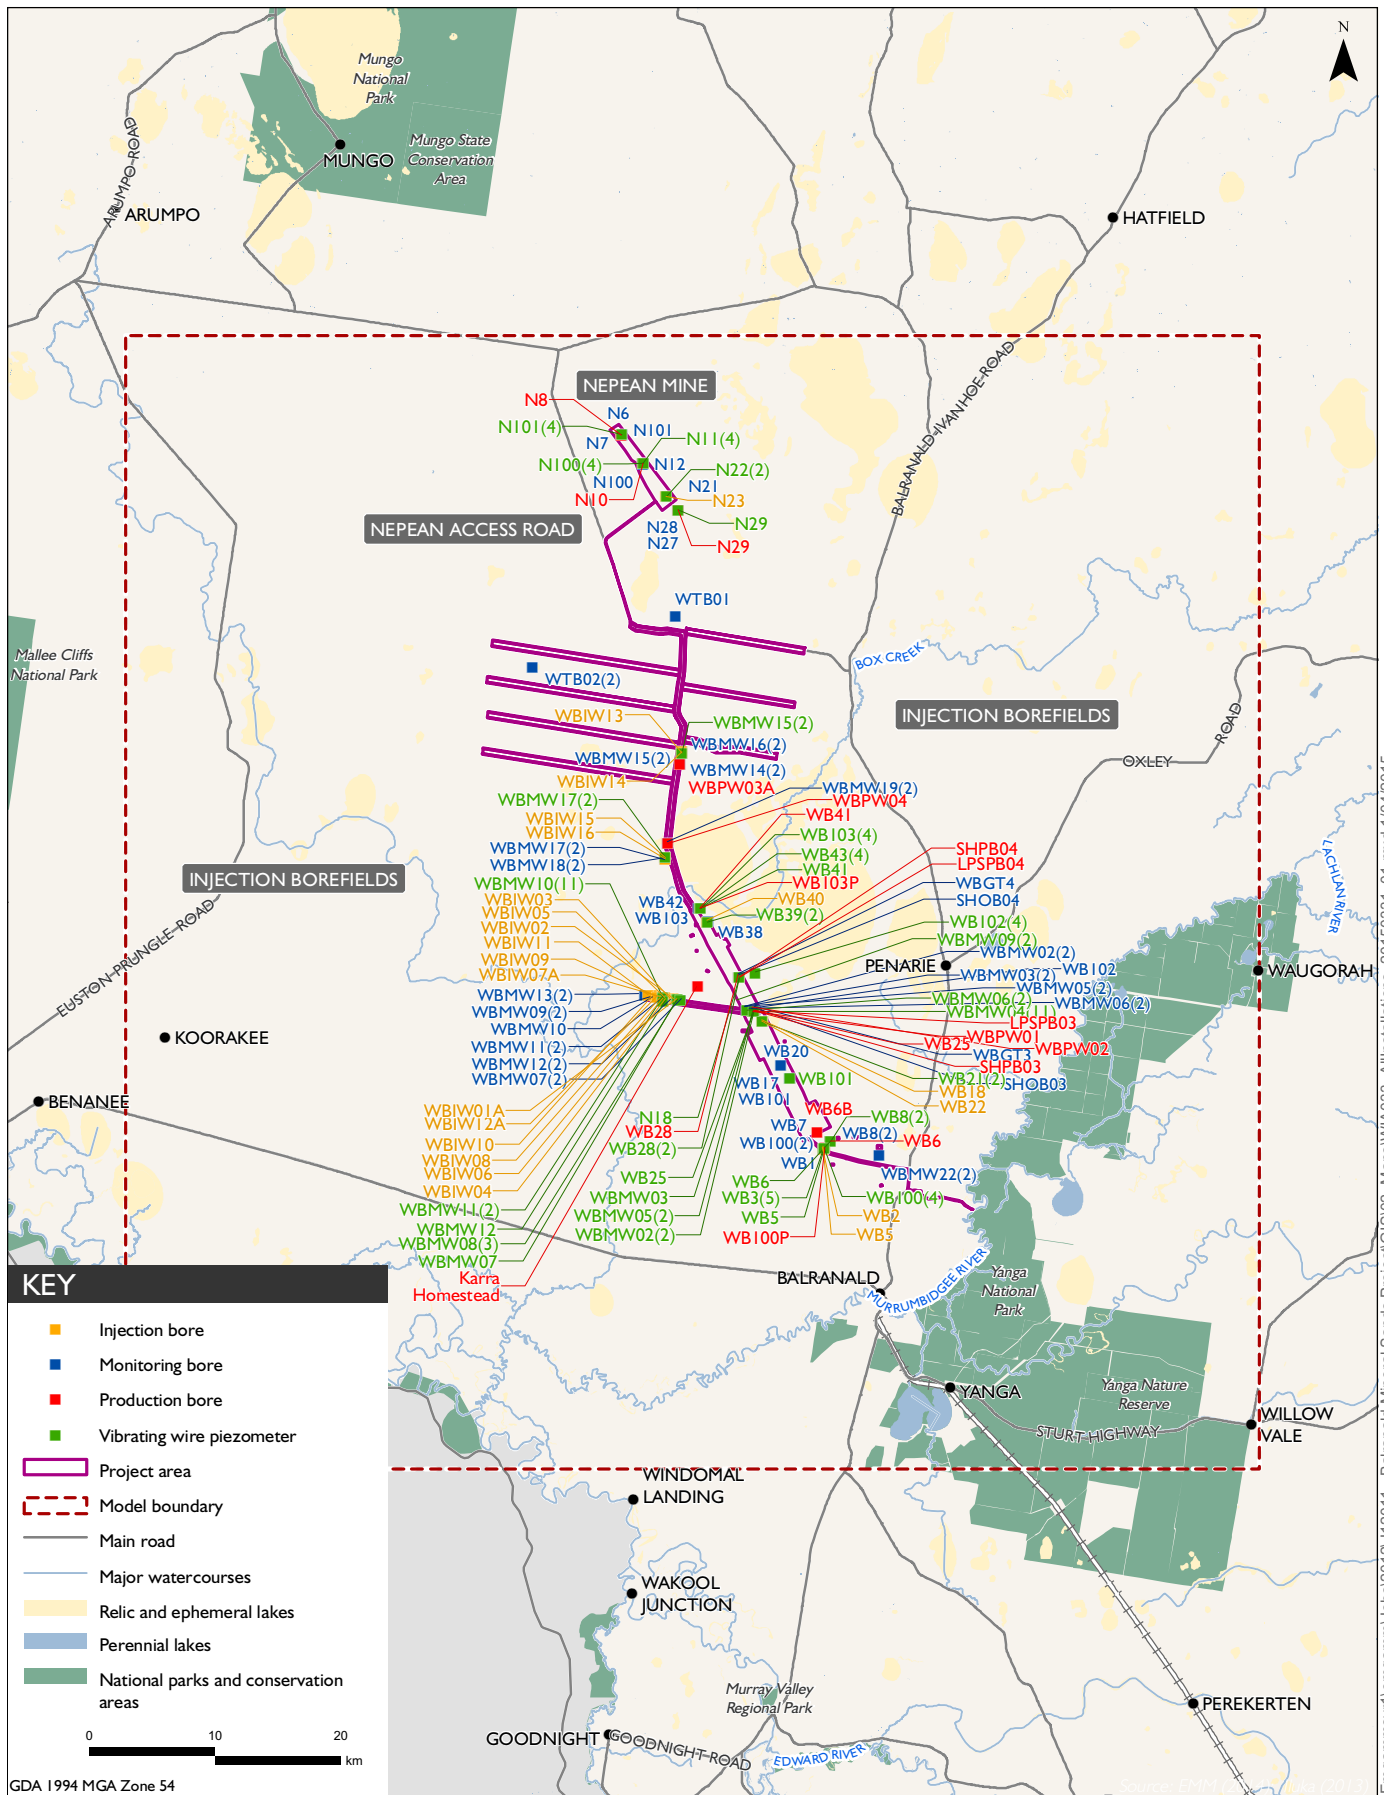 N
Mungo
National
Park
Mungo State
Conservation
Area
MUNGO
ARUMPO ROAD
ARUMPO
HATFIELD
BALRANALD-IVANHOE-ROAD
NEPEAN MINE
N8
N6
N101(4)
N101
N7
N11(4)
N100(4)
N12
N22(2)
N100
N21
N10
N23
N28
N29
N27
N29
NEPEAN ACCESS ROAD
WTB01
Mallee Cliffs
National Park
BOX CREEK
WTB02(2)
WBIW13
WBMW15(2)
INJECTION BOREFIELDS
ROAD
WBMW16(2)
WBMW15(2)
WBMW14(2)
OXLEY
WBIW14
WBPW03A
WBMW19(2)
WBMW17(2)
WBPW04
WBIW15
WB41
WBIW16
WB103(4)
WBMW17(2)
WB43(4)
SHPB04
WBMW18(2)
WB41
LPSPB04
LACHLAN RIVER
INJECTION BOREFIELDS
WBMW10(11)
WB103P
WBGT4
WBIW03
WB42
WB40
SHOB04
WBIW05
WB103
WB39(2)
WB102(4)
EUSTON-PRUNGLE-ROAD
WBIW02
WB38
WBMW09(2)
WBIW11
WBMW02(2)
WBIW09
PENARIE
WB102
WAUGORAH
WBIW07A
WBMW03(2)
WBMW05(2)
WBMW13(2)
WBMW06(2)
WBMW06(2)
WBMW09(2)
WBMW04(11)
WBMW10
LPSPB03
KOORAKEE
WBPW01
WBMW11(2)
WB25
WBPW02
WB20
WBGT3
WBMW12(2)
SHPB03
WBMW07(2)
WB101
WB21(2)
SHOB03
WB17
WB18
WB101
WB22
BENANEE
WBIW01A
WB6B
WBIW12A
N18
WB7
WB8(2)
WB28
WB8(2)
WBIW10
WB28(2)
WB100(2)
WB6
WBIW08
WB1
WBIW06
WB25
WB6
WBMW22(2)
WBIW04
WBMW03
WB3(5)
WB100(4)
WBMW11(2)
WBMW05(2)
WB5
WB2
WBMW12
WBMW02(2)
WB100P
WB5
WBMW08(3)
WBMW07
Karra
Homestead
BALRANALD
MURRUMBIDGEE RIVER
Yanga
National
Park
YANGA
Yanga Nature
Reserve
STURT-HIGHWAY
WILLOW
VALE
WINDOMAL
LANDING
WAKOOL
JUNCTION
Murray Valley
Regional Park
PEREKERTEN
GOODNIGHT
GOODNIGHT-ROAD
EDWARD RIVER
KEY
Injection bore
Monitoring bore
Production bore
Vibrating wire piezometer
Project area
Model boundary
Main road
Major watercourses
Relic and ephemeral lakes
Perennial lakes
National parks and conservation
areas
0 10 20
km
GDA 1994 MGA Zone 54